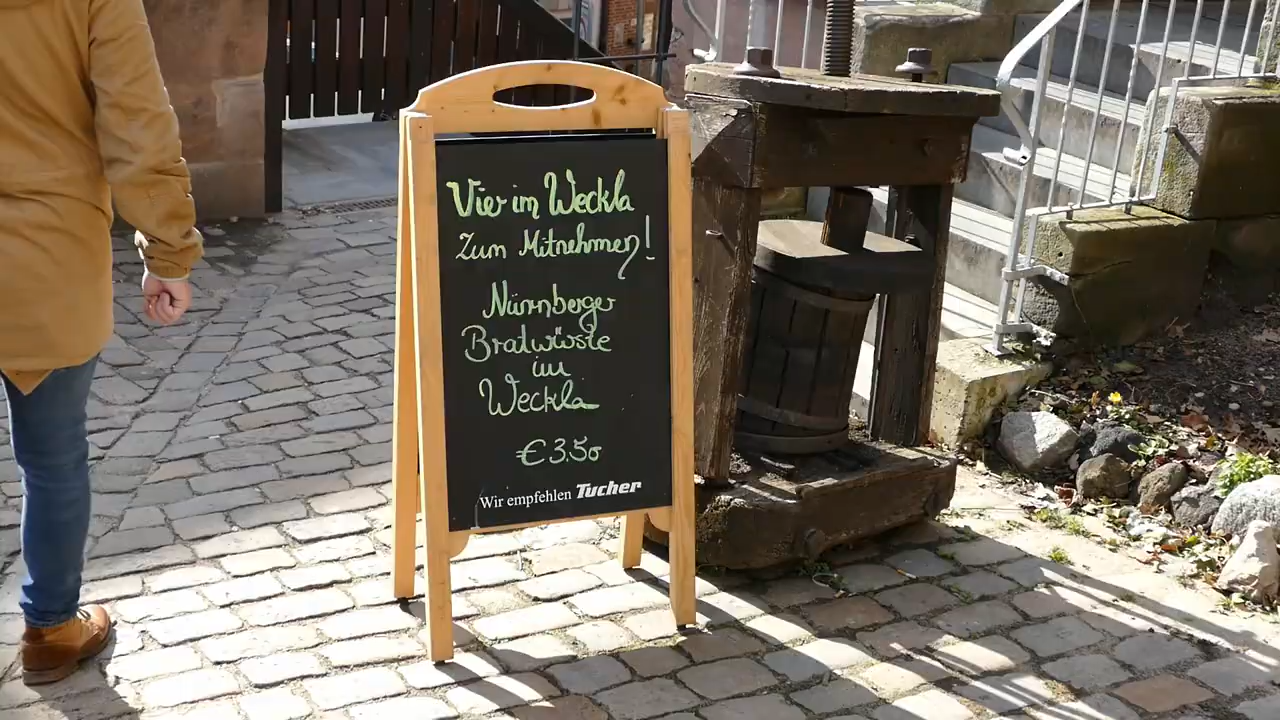 Vier im Weckla
Zum Mitnehmen!
Nürnberger
Bratwürste
im
Weckla
€ 3.50
Wir empfehlen Tucher